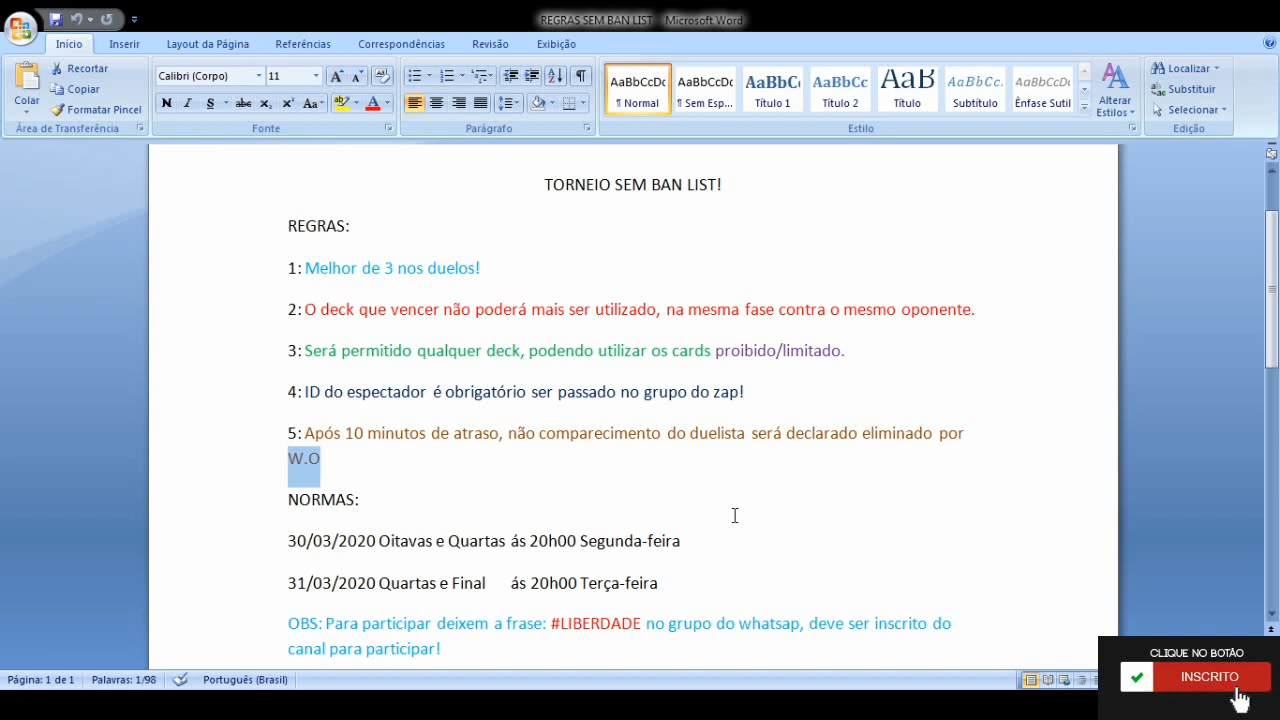 REGRAS SEM BAN LIST - Microsoft Word
Início Inserir Layout da Página Referências Correspondências Revisão Exibição
Colar
Recortar
Copiar
Formatar Pincel
Área de Transferência
Calibri (Corpo) 11
N I S abc X₂ X² Aa
Fonte
Parágrafo
AaBbCcDc AaBbCcDc AaBbC AaBbCc AaB AaBbCc. AaBbCcDc
¶ Normal ¶ Sem Esp... Título 1 Título 2 Título Subtítulo Ênfase Sutil
Alterar
Estilos
Estilo
Localizar
Substituir
Selecionar
Edição
TORNEIO SEM BAN LIST!
REGRAS:
1: Melhor de 3 nos duelos!
2: O deck que vencer não poderá mais ser utilizado, na mesma fase contra o mesmo oponente.
3: Será permitido qualquer deck, podendo utilizar os cards proibido/limitado.
4: ID do espectador é obrigatório ser passado no grupo do zap!
5: Após 10 minutos de atraso, não comparecimento do duelista será declarado eliminado por
W.O
NORMAS:
30/03/2020 Oitavas e Quartas ás 20h00 Segunda-feira
31/03/2020 Quartas e Final ás 20h00 Terça-feira
OBS: Para participar deixem a frase: #LIBERDADE no grupo do whatsap, deve ser inscrito do
canal para participar!
Página: 1 de 1 Palavras: 1/98 Português (Brasil)
CLIQUE NO BOTÃO
INSCRITO